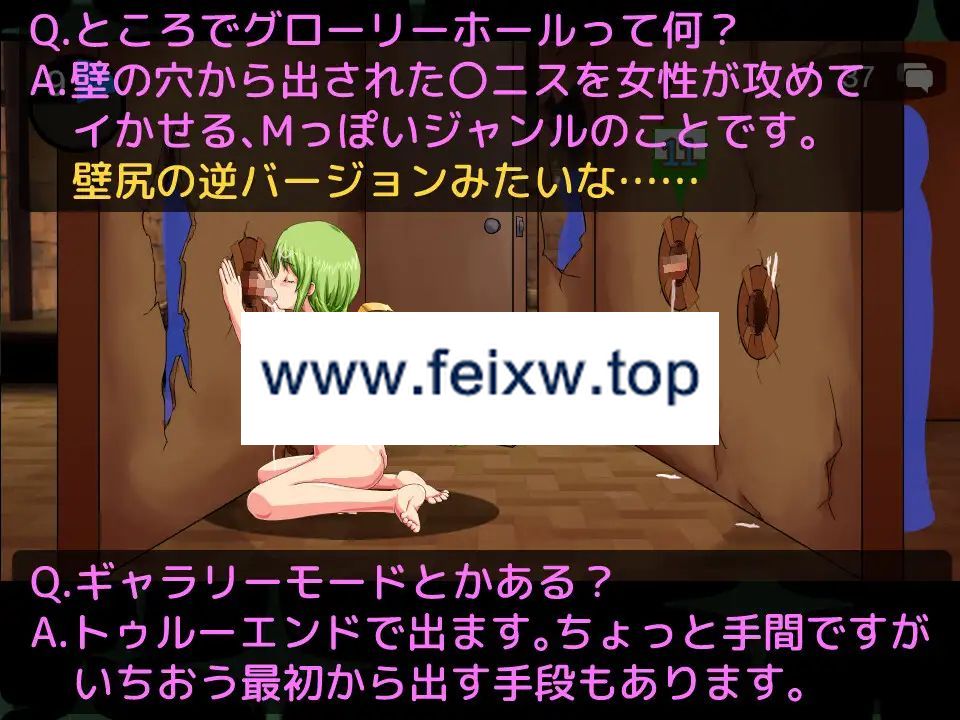 Q.ところでグローリーホールって何？
A.壁の穴から出された〇ニスを女性が攻めて
イかせる、Mっぽいジャンルのことです。
壁尻の逆バージョンみたいな……
11
www.feixw.top
Q.ギャラリーモードとかある？
A.トゥルーエンドで出ます。ちょっと手間ですが
いちおう最初から出す手段もあります。